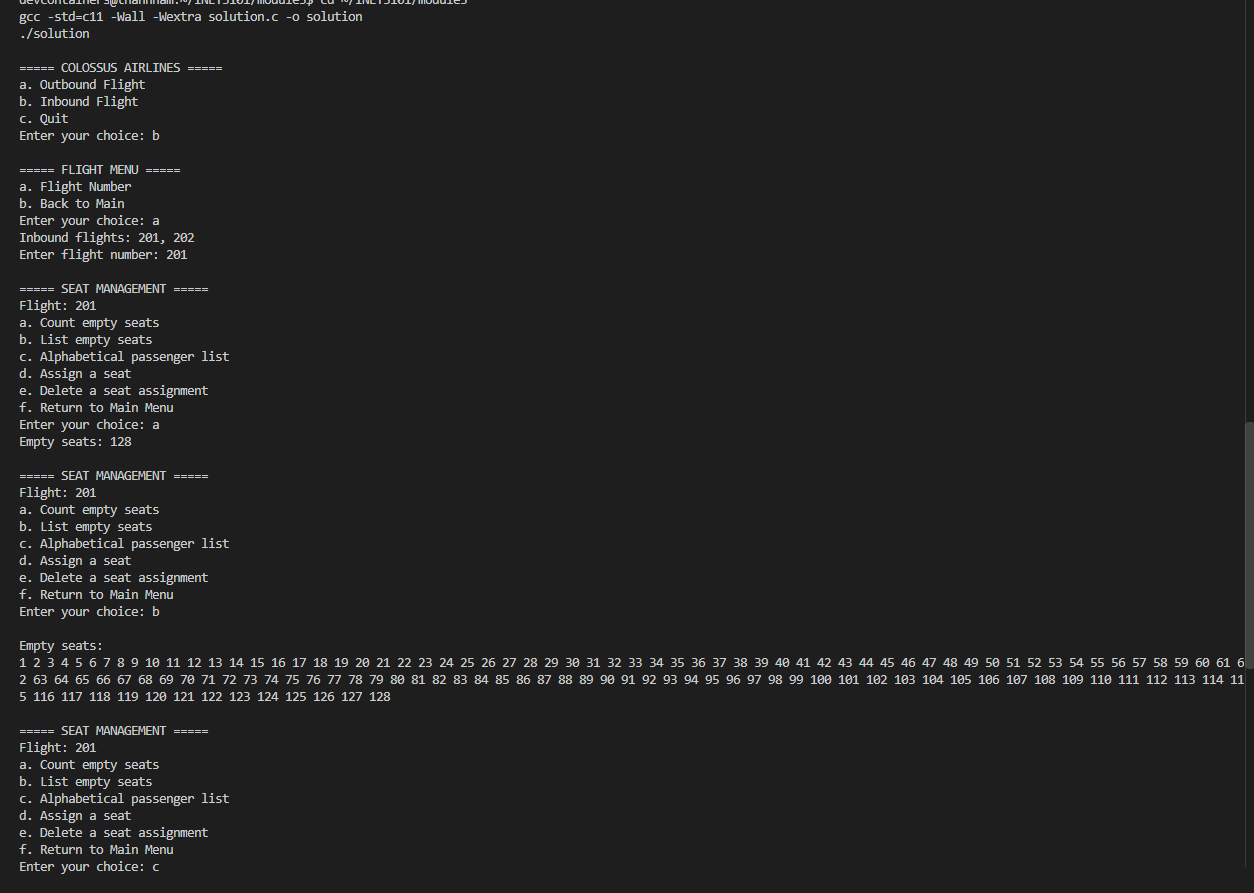 devcontainers@thannham:~/INET3101/module5$ cd ~/INET3101/module5
gcc -std=c11 -Wall -Wextra solution.c -o solution
./solution
===== COLOSSUS AIRLINES =====
a. Outbound Flight
b. Inbound Flight
c. Quit
Enter your choice: b
===== FLIGHT MENU =====
a. Flight Number
b. Back to Main
Enter your choice: a
Inbound flights: 201, 202
Enter flight number: 201
===== SEAT MANAGEMENT =====
Flight: 201
a. Count empty seats
b. List empty seats
c. Alphabetical passenger list
d. Assign a seat
e. Delete a seat assignment
f. Return to Main Menu
Enter your choice: a
Empty seats: 128
===== SEAT MANAGEMENT =====
Flight: 201
a. Count empty seats
b. List empty seats
c. Alphabetical passenger list
d. Assign a seat
e. Delete a seat assignment
f. Return to Main Menu
Enter your choice: b
Empty seats:
1 2 3 4 5 6 7 8 9 10 11 12 13 14 15 16 17 18 19 20 21 22 23 24 25 26 27 28 29 30 31 32 33 34 35 36 37 38 39 40 41 42 43 44 45 46 47 48 49 50 51 52 53 54 55 56 57 58 59 60 61 6
2 63 64 65 66 67 68 69 70 71 72 73 74 75 76 77 78 79 80 81 82 83 84 85 86 87 88 89 90 91 92 93 94 95 96 97 98 99 100 101 102 103 104 105 106 107 108 109 110 111 112 113 114 11
5 116 117 118 119 120 121 122 123 124 125 126 127 128
===== SEAT MANAGEMENT =====
Flight: 201
a. Count empty seats
b. List empty seats
c. Alphabetical passenger list
d. Assign a seat
e. Delete a seat assignment
f. Return to Main Menu
Enter your choice: c